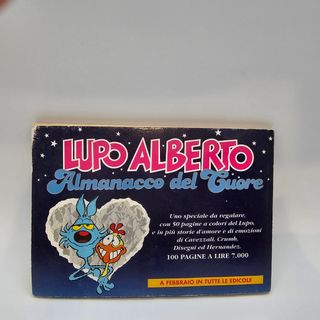 LUPO ALBERTO
Almanacco del Cuore
Uno speciale da regalare,
con 50 pagine a colori del Lupo,
e in più storie d'amore e di emozioni
di Cavezzali, Crumb,
Disegni ed Hernandez.
100 PAGINE A LIRE 7.000
A FEBBRAIO IN TUTTE LE EDICOLE